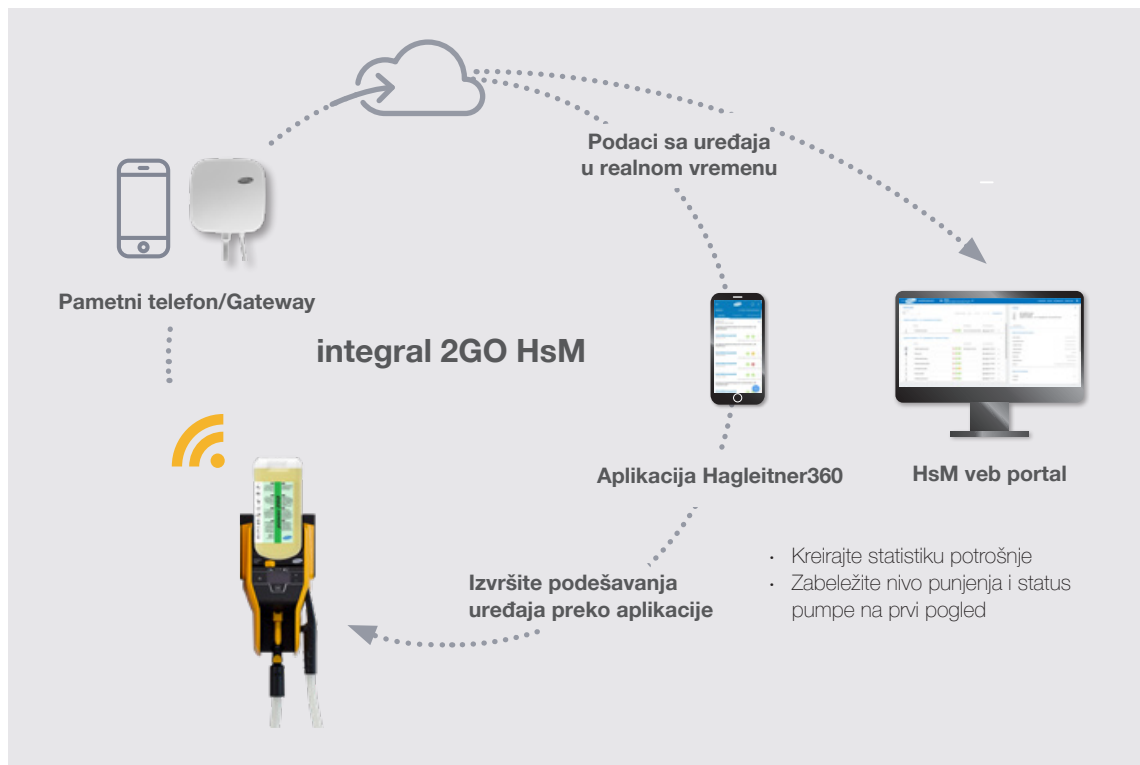 Podaci sa uređaja
u realnom vremenu
Pametni telefon/Gateway
integral 2GO HsM
Aplikacija Hagleitner360
HsM veb portal
Izvršite podešavanja
uređaja preko aplikacije
· Kreirajte statistiku potrošnje
· Zabeležite nivo punjenja i status
pumpe na prvi pogled